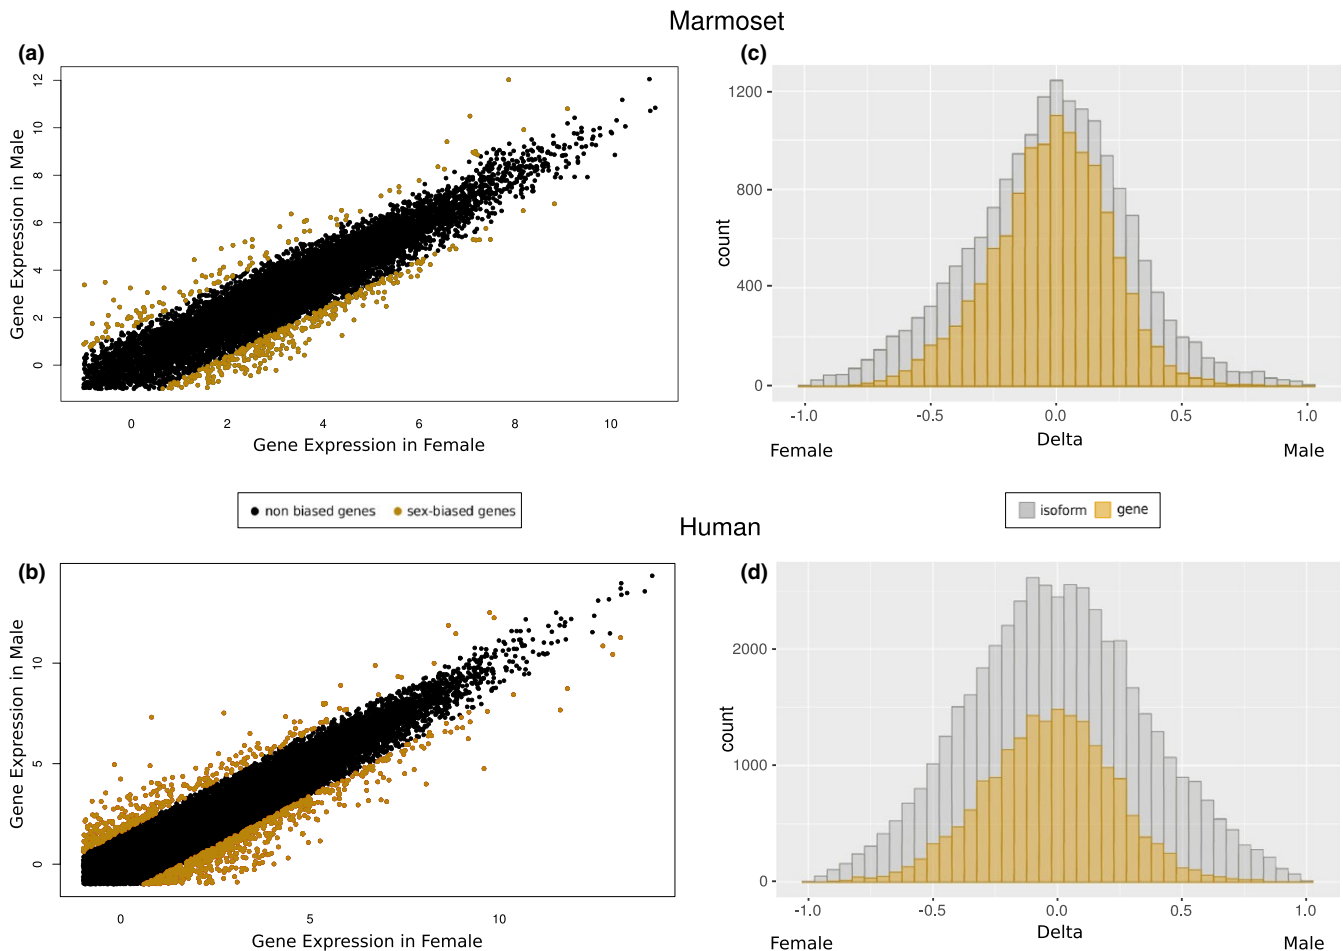 Marmoset
(a)
Gene Expression in Male
12
10
8
6
4
2
0
0 2 4 6 8 10
Gene Expression in Female
(c)
count
1200
800
400
0
-1.0 -0.5 0.0 0.5 1.0
Female Delta Male
non biased genes sex-biased genes
isoform gene
Human
(b)
Gene Expression in Male
10
5
0
0 5 10
Gene Expression in Female
(d)
count
2000
1000
0
-1.0 -0.5 0.0 0.5 1.0
Female Delta Male